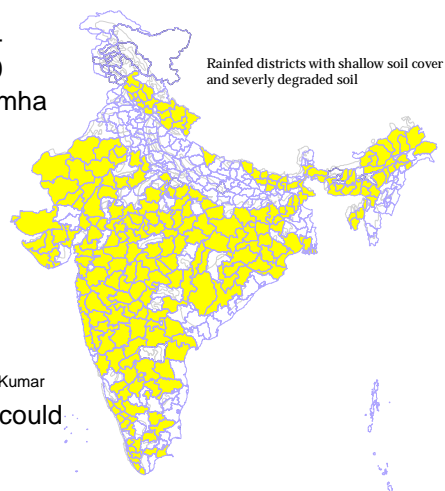 )
mha
Rainfed districts with shallow soil cover
and severly degraded soil
Kumar
could